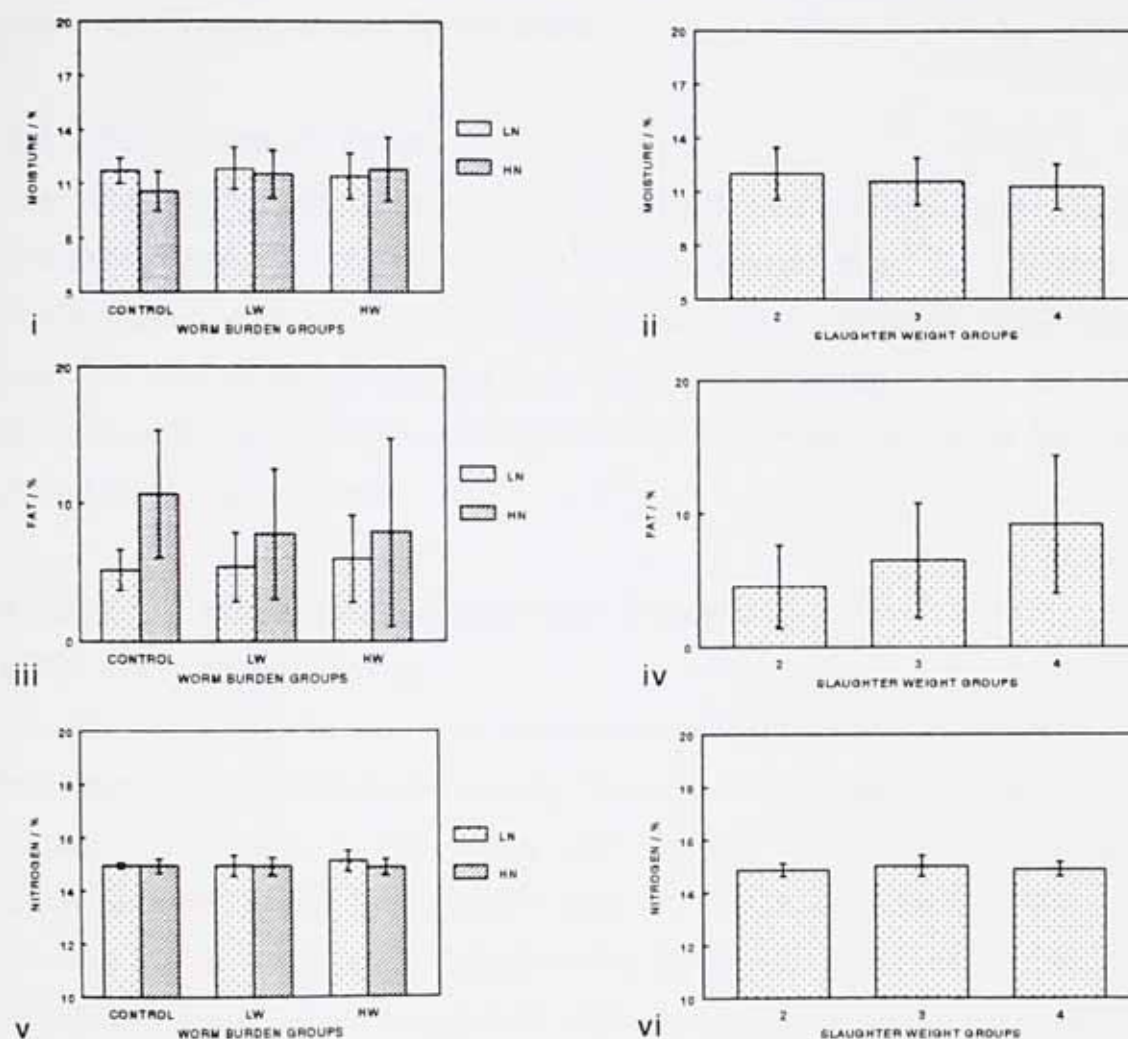 20
17
14
11
8
5
MOISTURE / %
CONTROL LW HW
WORM BURDEN GROUPS
LN
HN
i
20
17
14
11
8
5
MOISTURE / %
2 3 4
SLAUGHTER WEIGHT GROUPS
ii
20
10
0
FAT / %
CONTROL LW HW
WORM BURDEN GROUPS
LN
HN
iii
20
10
0
FAT / %
2 3 4
SLAUGHTER WEIGHT GROUPS
iv
20
18
16
14
12
10
NITROGEN / %
CONTROL LW HW
WORM BURDEN GROUPS
LN
HN
v
20
18
16
14
12
10
NITROGEN / %
2 3 4
SLAUGHTER WEIGHT GROUPS
vi